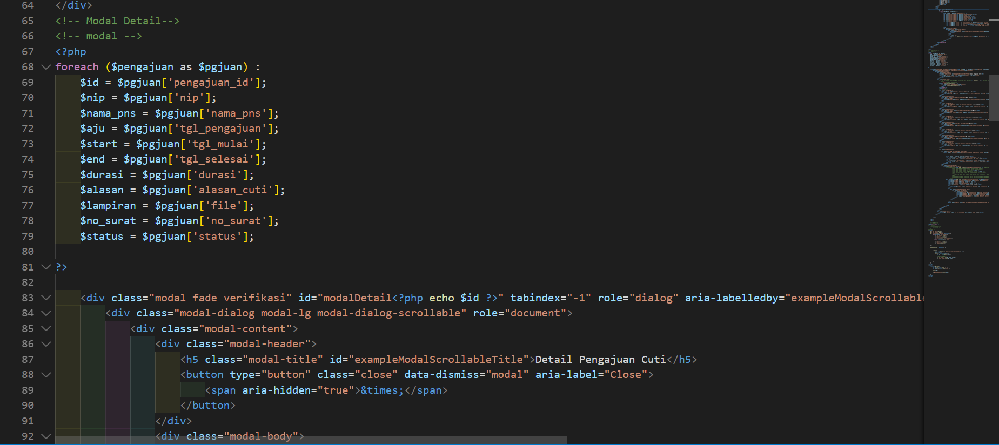 64 </div>
65 <!-- Modal Detail-->
66 <!-- modal -->
67 <?php
68 foreach ($pengajuan as $pgjuan) :
69 $id = $pgjuan['pengajuan_id'];
70 $nip = $pgjuan['nip'];
71 $nama_pns = $pgjuan['nama_pns'];
72 $aju = $pgjuan['tgl_pengajuan'];
73 $start = $pgjuan['tgl_mulai'];
74 $end = $pgjuan['tgl_selesai'];
75 $durasi = $pgjuan['durasi'];
76 $alasan = $pgjuan['alasan_cuti'];
77 $lampiran = $pgjuan['file'];
78 $no_surat = $pgjuan['no_surat'];
79 $status = $pgjuan['status'];
80
81 ?>
82
83 <div class="modal fade verifikasi" id="modalDetail<?php echo $id ?>" tabindex="-1" role="dialog" aria-labelledby="exampleModalScrollabl
84 <div class="modal-dialog modal-lg modal-dialog-scrollable" role="document">
85 <div class="modal-content">
86 <div class="modal-header">
87 <h5 class="modal-title" id="exampleModalScrollableTitle">Detail Pengajuan Cuti</h5>
88 <button type="button" class="close" data-dismiss="modal" aria-label="Close">
89 <span aria-hidden="true">&times;</span>
90 </button>
91 </div>
92 <div class="modal-body">